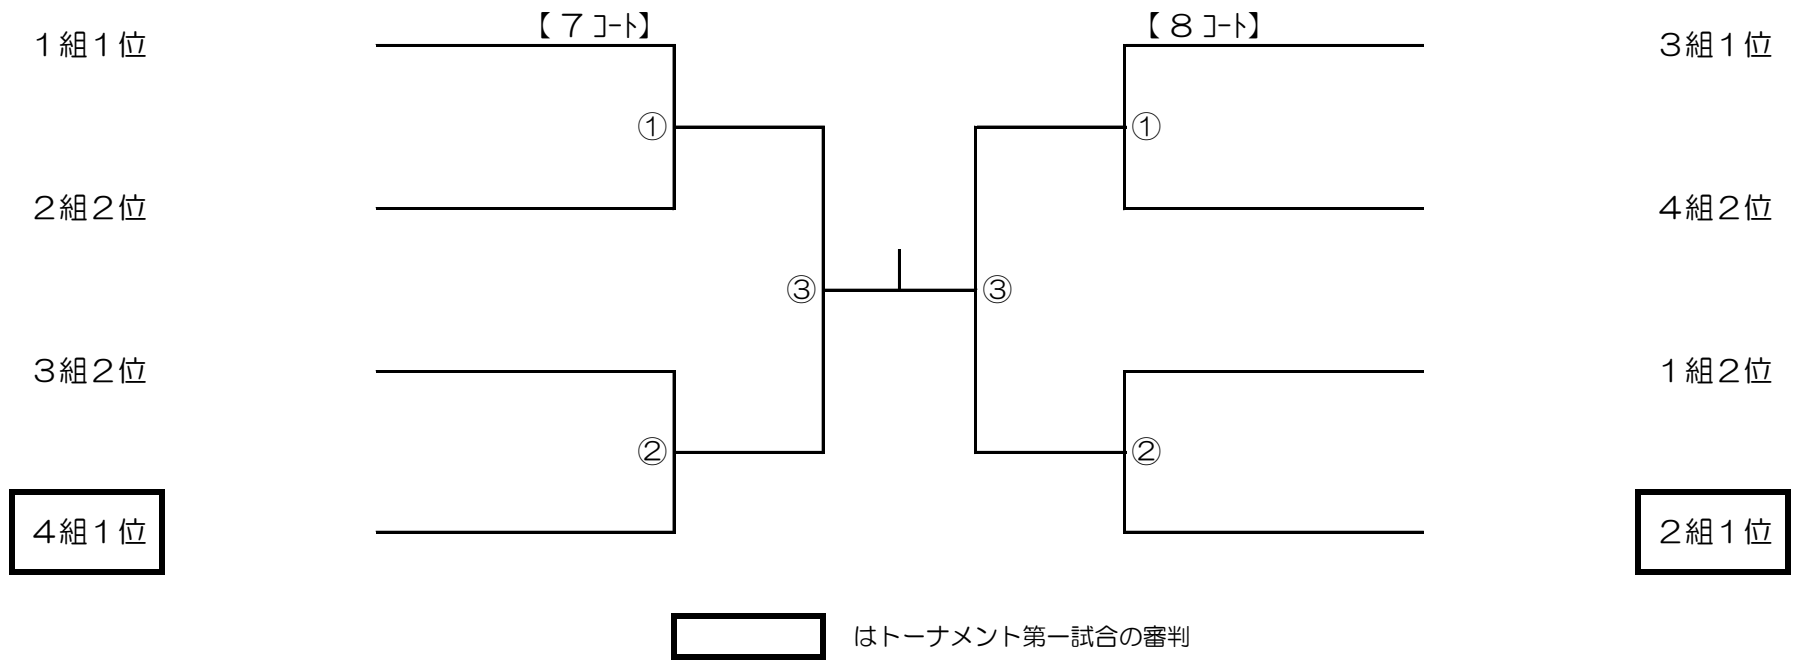 【 ７ ｺｰﾄ】
【 ８ ｺｰﾄ】
１組１位
３組１位
①
①
２組２位
４組２位
③
③
３組２位
１組２位
②
②
４組１位
２組１位
はトーナメント第一試合の審判